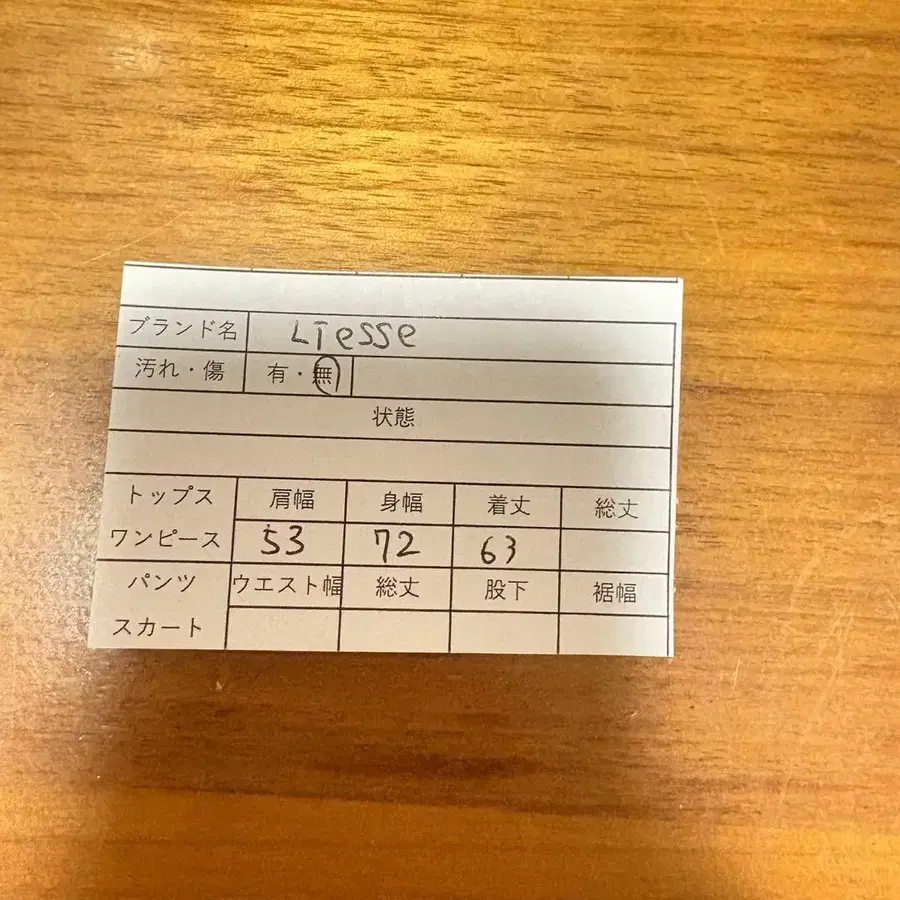 ブランド名 LIesse
汚れ・傷 有・無
状態
トップス 肩幅 身幅 着丈 総丈
ワンピース 53 72 63
パンツ ウエスト幅 総丈 股下 裾幅
スカート